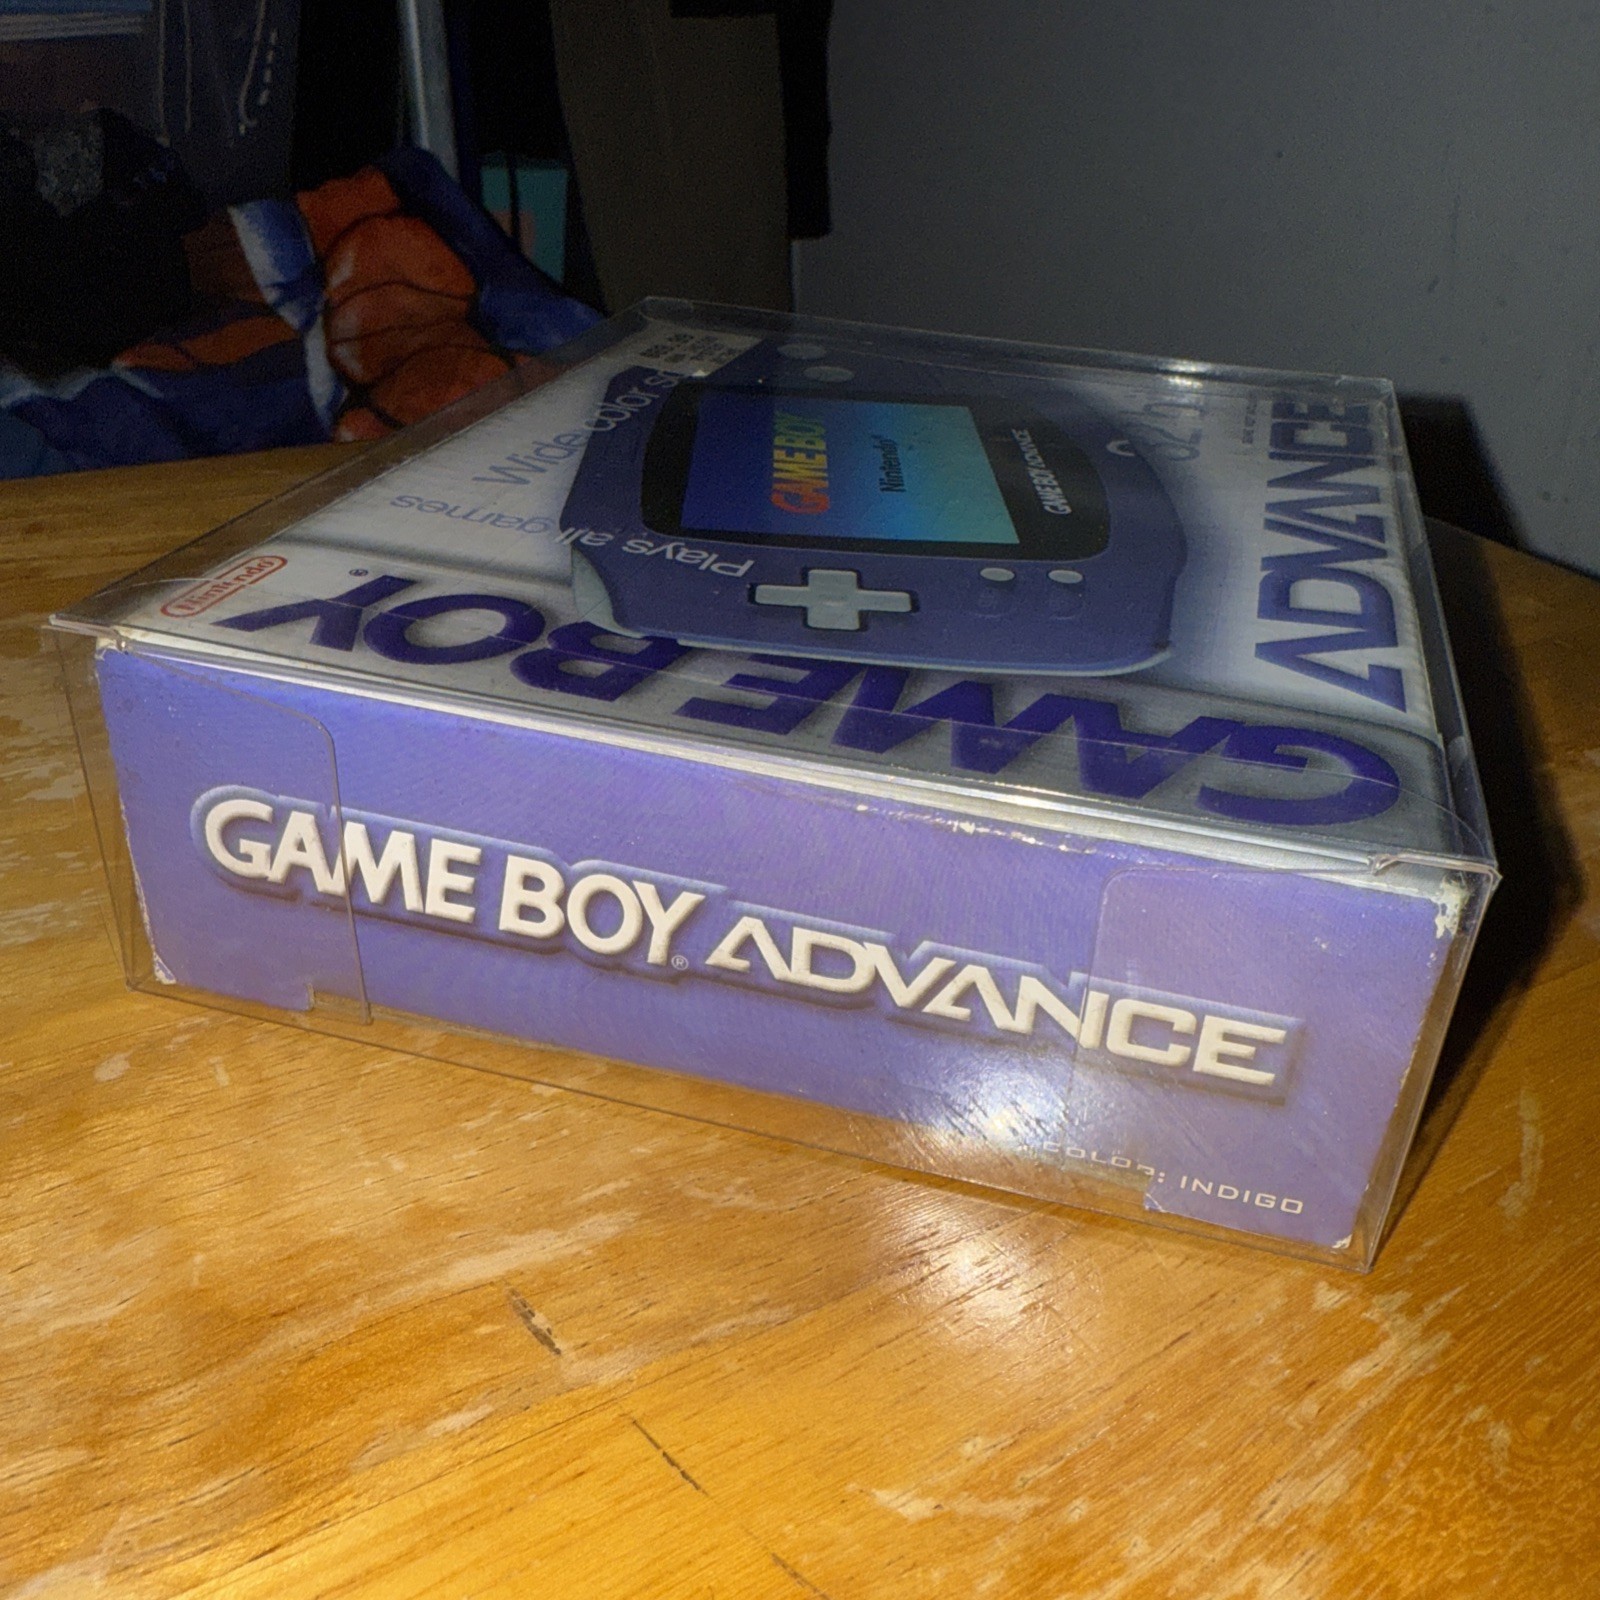 Wide color
Plays all games
Nintendo
GAME BOY®
ADVANCE
GAME BOY
Nintendo®
GAME BOY ADVANCE
GAME BOY® ADVANCE
COLOR: INDIGO